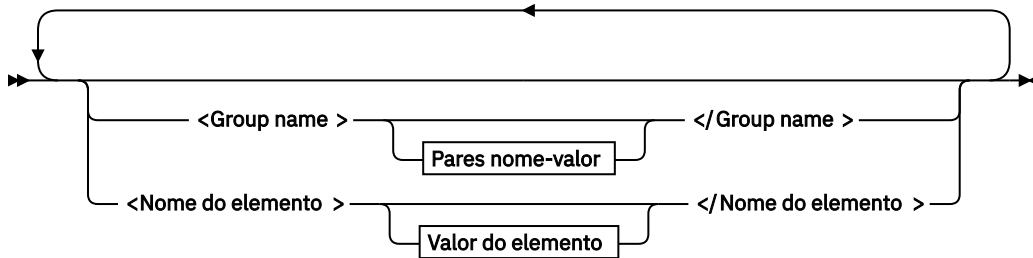 <Group name > Pares nome-valor </Group name >
<Nome do elemento > Valor do elemento </Nome do elemento >